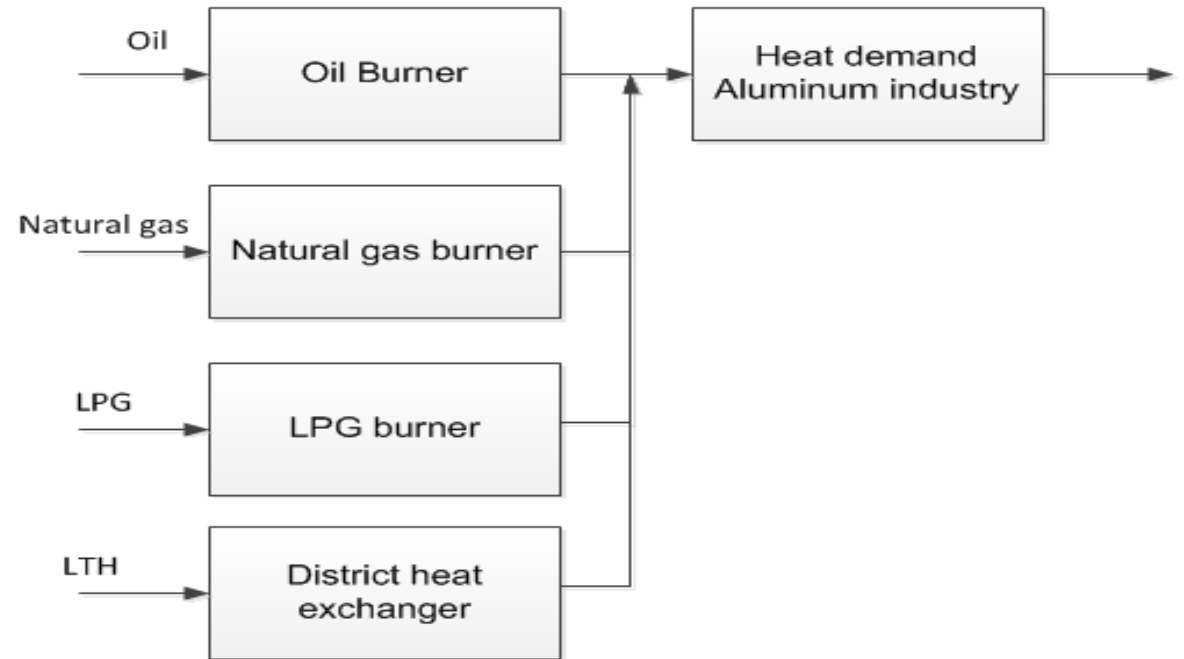 Oil
Oil Burner
Heat demand
Aluminum industry
Natural gas
Natural gas burner
LPG
LPG burner
LTH
District heat
exchanger